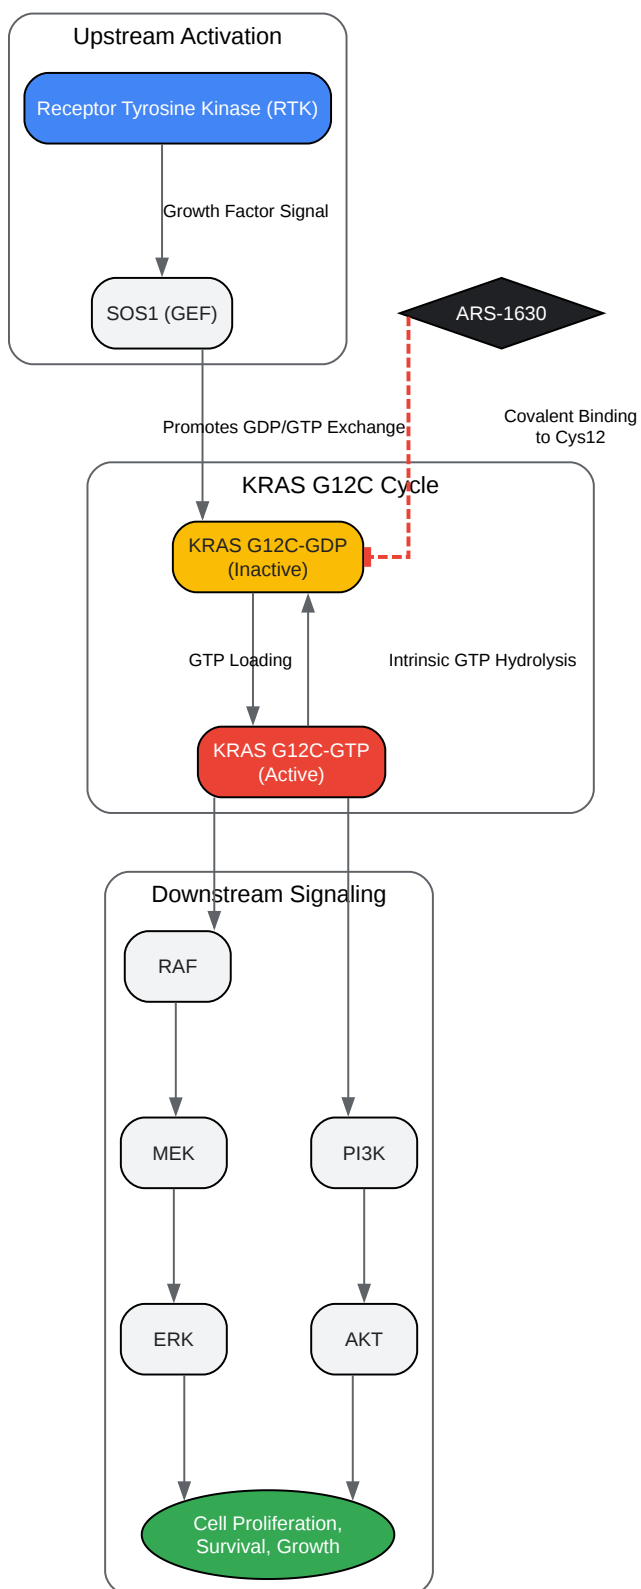 Upstream Activation
Receptor Tyrosine Kinase (RTK)
Growth Factor Signal
SOS1 (GEF)
ARS-1630
Promotes GDP/GTP Exchange
Covalent Binding
to Cys12
KRAS G12C Cycle
KRAS G12C-GDP
(Inactive)
GTP Loading
Intrinsic GTP Hydrolysis
KRAS G12C-GTP
(Active)
Downstream Signaling
RAF
MEK
PI3K
ERK
AKT
Cell Proliferation,
Survival, Growth